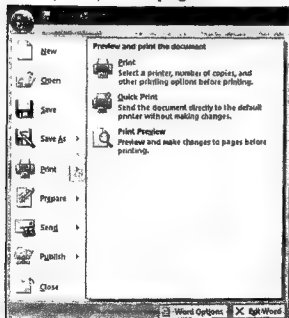 New
Open
Save
Save As
Print
Prepare
Send
Publish
Close
Preview and print the document
Print
Select a printer, number of copies, and
other printing options before printing.
Quick Print
Send the document directly to the default
printer without making changes.
Print Preview
Preview and make changes to pages before
printing.
Word Options
Exit Word